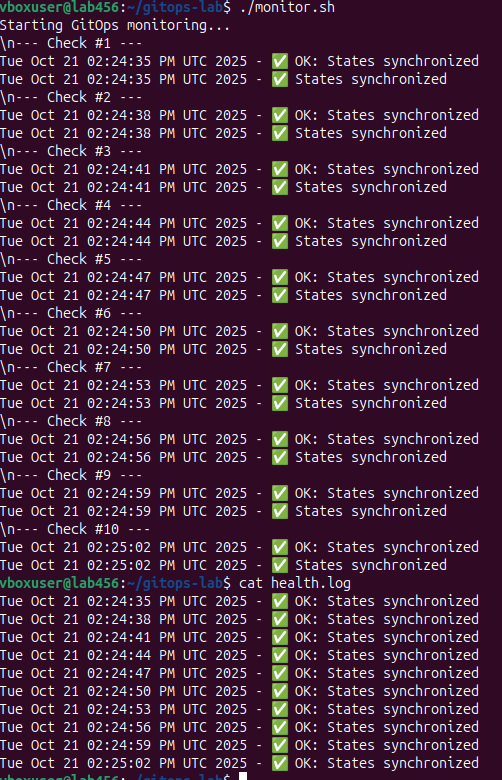 vboxuser@lab456:~/gitops-lab$ ./monitor.sh
Starting GitOps monitoring...
\n--- Check #1 ---
Tue Oct 21 02:24:35 PM UTC 2025 - ✅ OK: States synchronized
Tue Oct 21 02:24:35 PM UTC 2025 - ✅ States synchronized
\n--- Check #2 ---
Tue Oct 21 02:24:38 PM UTC 2025 - ✅ OK: States synchronized
Tue Oct 21 02:24:38 PM UTC 2025 - ✅ States synchronized
\n--- Check #3 ---
Tue Oct 21 02:24:41 PM UTC 2025 - ✅ OK: States synchronized
Tue Oct 21 02:24:41 PM UTC 2025 - ✅ States synchronized
\n--- Check #4 ---
Tue Oct 21 02:24:44 PM UTC 2025 - ✅ OK: States synchronized
Tue Oct 21 02:24:44 PM UTC 2025 - ✅ States synchronized
\n--- Check #5 ---
Tue Oct 21 02:24:47 PM UTC 2025 - ✅ OK: States synchronized
Tue Oct 21 02:24:47 PM UTC 2025 - ✅ States synchronized
\n--- Check #6 ---
Tue Oct 21 02:24:50 PM UTC 2025 - ✅ OK: States synchronized
Tue Oct 21 02:24:50 PM UTC 2025 - ✅ States synchronized
\n--- Check #7 ---
Tue Oct 21 02:24:53 PM UTC 2025 - ✅ OK: States synchronized
Tue Oct 21 02:24:53 PM UTC 2025 - ✅ States synchronized
\n--- Check #8 ---
Tue Oct 21 02:24:56 PM UTC 2025 - ✅ OK: States synchronized
Tue Oct 21 02:24:56 PM UTC 2025 - ✅ States synchronized
\n--- Check #9 ---
Tue Oct 21 02:24:59 PM UTC 2025 - ✅ OK: States synchronized
Tue Oct 21 02:24:59 PM UTC 2025 - ✅ States synchronized
\n--- Check #10 ---
Tue Oct 21 02:25:02 PM UTC 2025 - ✅ OK: States synchronized
Tue Oct 21 02:25:02 PM UTC 2025 - ✅ States synchronized
vboxuser@lab456:~/gitops-lab$ cat health.log
Tue Oct 21 02:24:35 PM UTC 2025 - ✅ OK: States synchronized
Tue Oct 21 02:24:38 PM UTC 2025 - ✅ OK: States synchronized
Tue Oct 21 02:24:41 PM UTC 2025 - ✅ OK: States synchronized
Tue Oct 21 02:24:44 PM UTC 2025 - ✅ OK: States synchronized
Tue Oct 21 02:24:47 PM UTC 2025 - ✅ OK: States synchronized
Tue Oct 21 02:24:50 PM UTC 2025 - ✅ OK: States synchronized
Tue Oct 21 02:24:53 PM UTC 2025 - ✅ OK: States synchronized
Tue Oct 21 02:24:56 PM UTC 2025 - ✅ OK: States synchronized
Tue Oct 21 02:24:59 PM UTC 2025 - ✅ OK: States synchronized
Tue Oct 21 02:25:02 PM UTC 2025 - ✅ OK: States synchronized
vboxuser@lab456:~/gitops-lab$